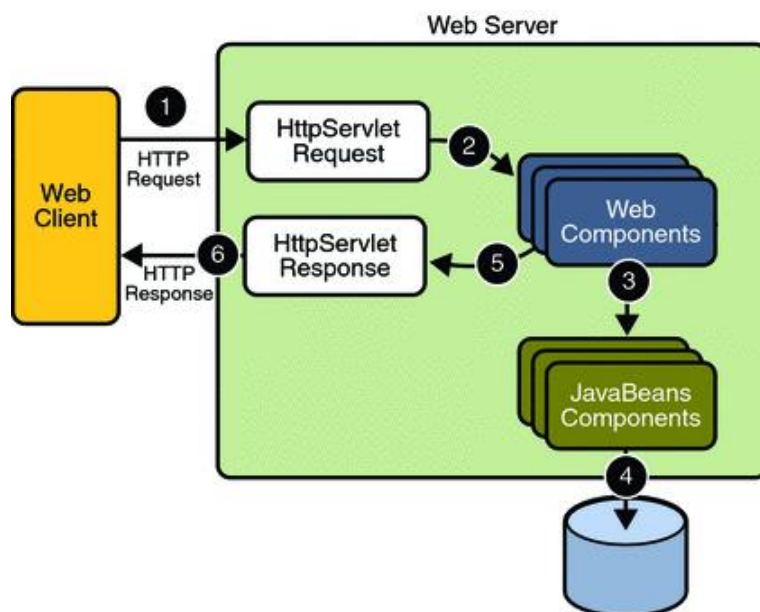 Web Server
1
HttpServlet
Request
2
HTTP
Request
Web
Client
Web
Components
HttpServlet
Response
6
5
HTTP
Response
3
JavaBeans
Components
4